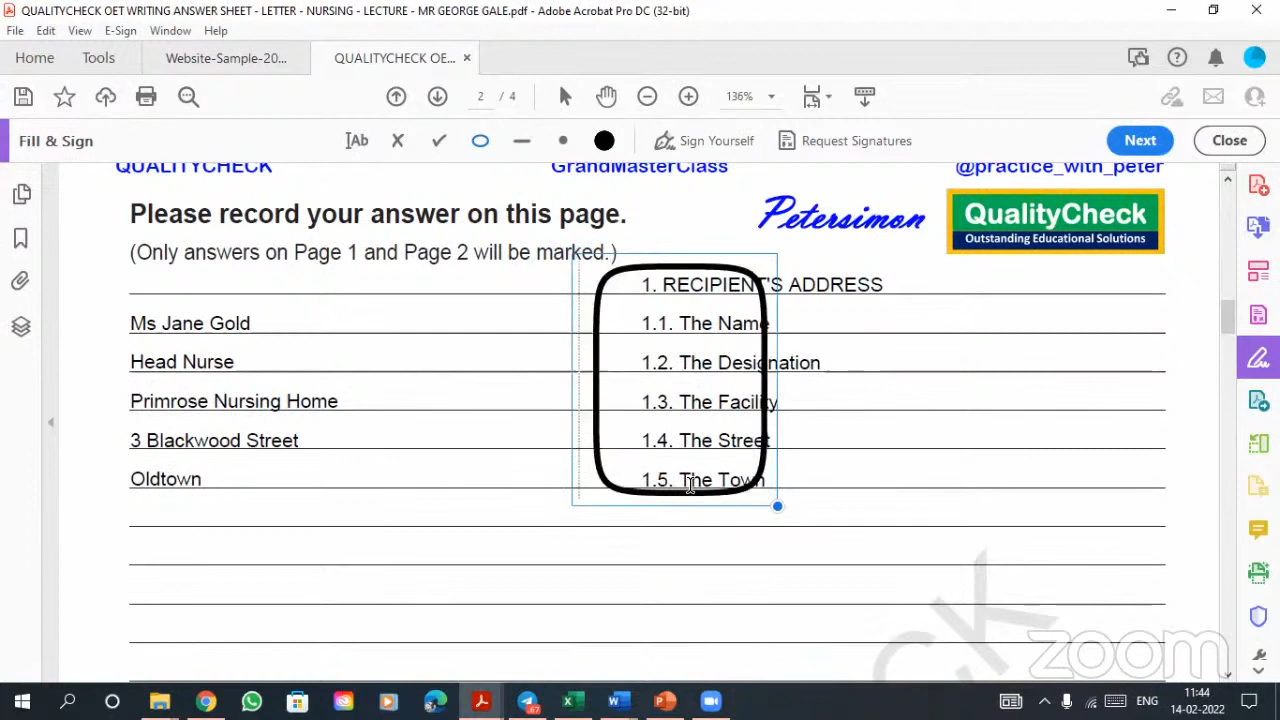 QUALITYCHECK OET WRITING ANSWER SHEET - LETTER - NURSING - LECTURE - MR GEORGE GALE.pdf - Adobe Acrobat Pro DC (32-bit)
File Edit View E-Sign Window Help
Home Tools Website-Sample-20... QUALITYCHECK OE... ×
2 / 4 136%
Fill & Sign Ab Sign Yourself Request Signatures Next Close
QUALITYCHECK GrandMasterClass @practice_with_peter
Please record your answer on this page. Petersimon QualityCheck
Outstanding Educational Solutions
(Only answers on Page 1 and Page 2 will be marked.)
1. RECIPIENT'S ADDRESS
Ms Jane Gold 1.1. The Name
Head Nurse 1.2. The Designation
Primrose Nursing Home 1.3. The Facility
3 Blackwood Street 1.4. The Street
Oldtown 1.5. The Town
CK
zoom
67 ENG 11:44
14-02-2022